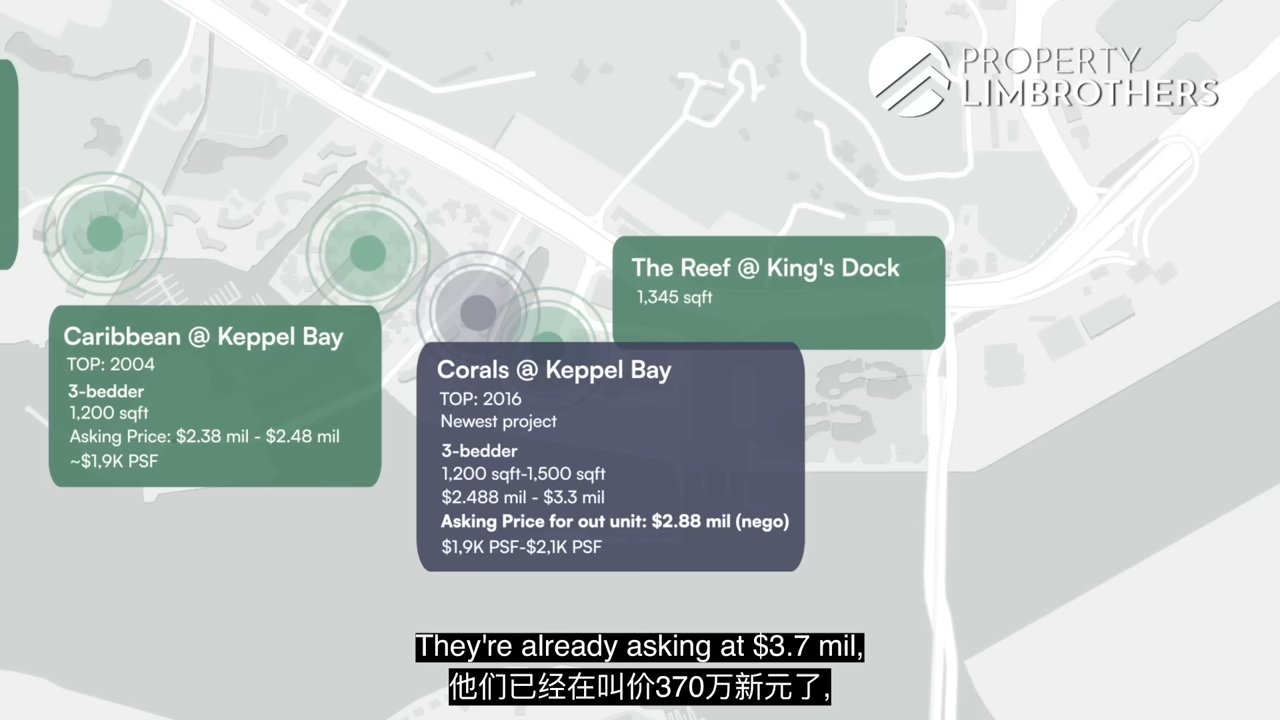 PROPERTY
LIMBROTHERS
The Reef @ King's Dock
1,345 sqft
Caribbean @ Keppel Bay
TOP: 2004
3-bedder
1,200 sqft
Asking Price: $2.38 mil - $2.48 mil
~$1,9K PSF
Corals @ Keppel Bay
TOP: 2016
Newest project
3-bedder
1,200 sqft-1,500 sqft
$2.488 mil - $3.3 mil
Asking Price for out unit: $2.88 mil (nego)
$1,9K PSF-$2,1K PSF
They're already asking at $3.7 mil,
他们已经在叫价370万新元了,